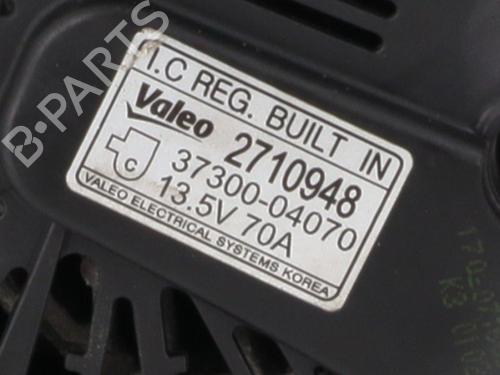 B-PARTS
I.C REG. BUILT IN
Valeo 2710948
C 37300-04070
13.5V 70A
VALEO ELECTRICAL SYSTEMS KOREA